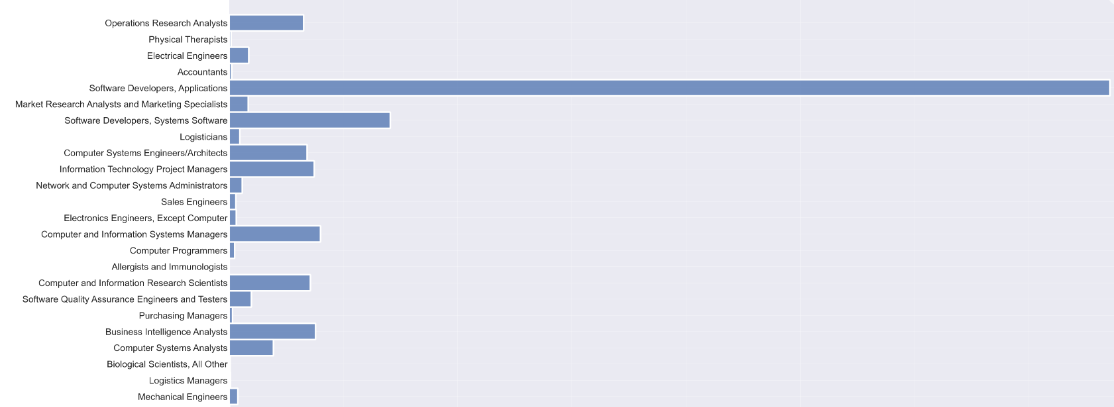 Operations Research Analysts
Physical Therapists
Electrical Engineers
Accountants
Software Developers, Applications
Market Research Analysts and Marketing Specialists
Software Developers, Systems Software
Logisticians
Computer Systems Engineers/Architects
Information Technology Project Managers
Network and Computer Systems Administrators
Sales Engineers
Electronics Engineers, Except Computer
Computer and Information Systems Managers
Computer Programmers
Allergists and Immunologists
Computer and Information Research Scientists
Software Quality Assurance Engineers and Testers
Purchasing Managers
Business Intelligence Analysts
Computer Systems Analysts
Biological Scientists, All Other
Logistics Managers
Mechanical Engineers